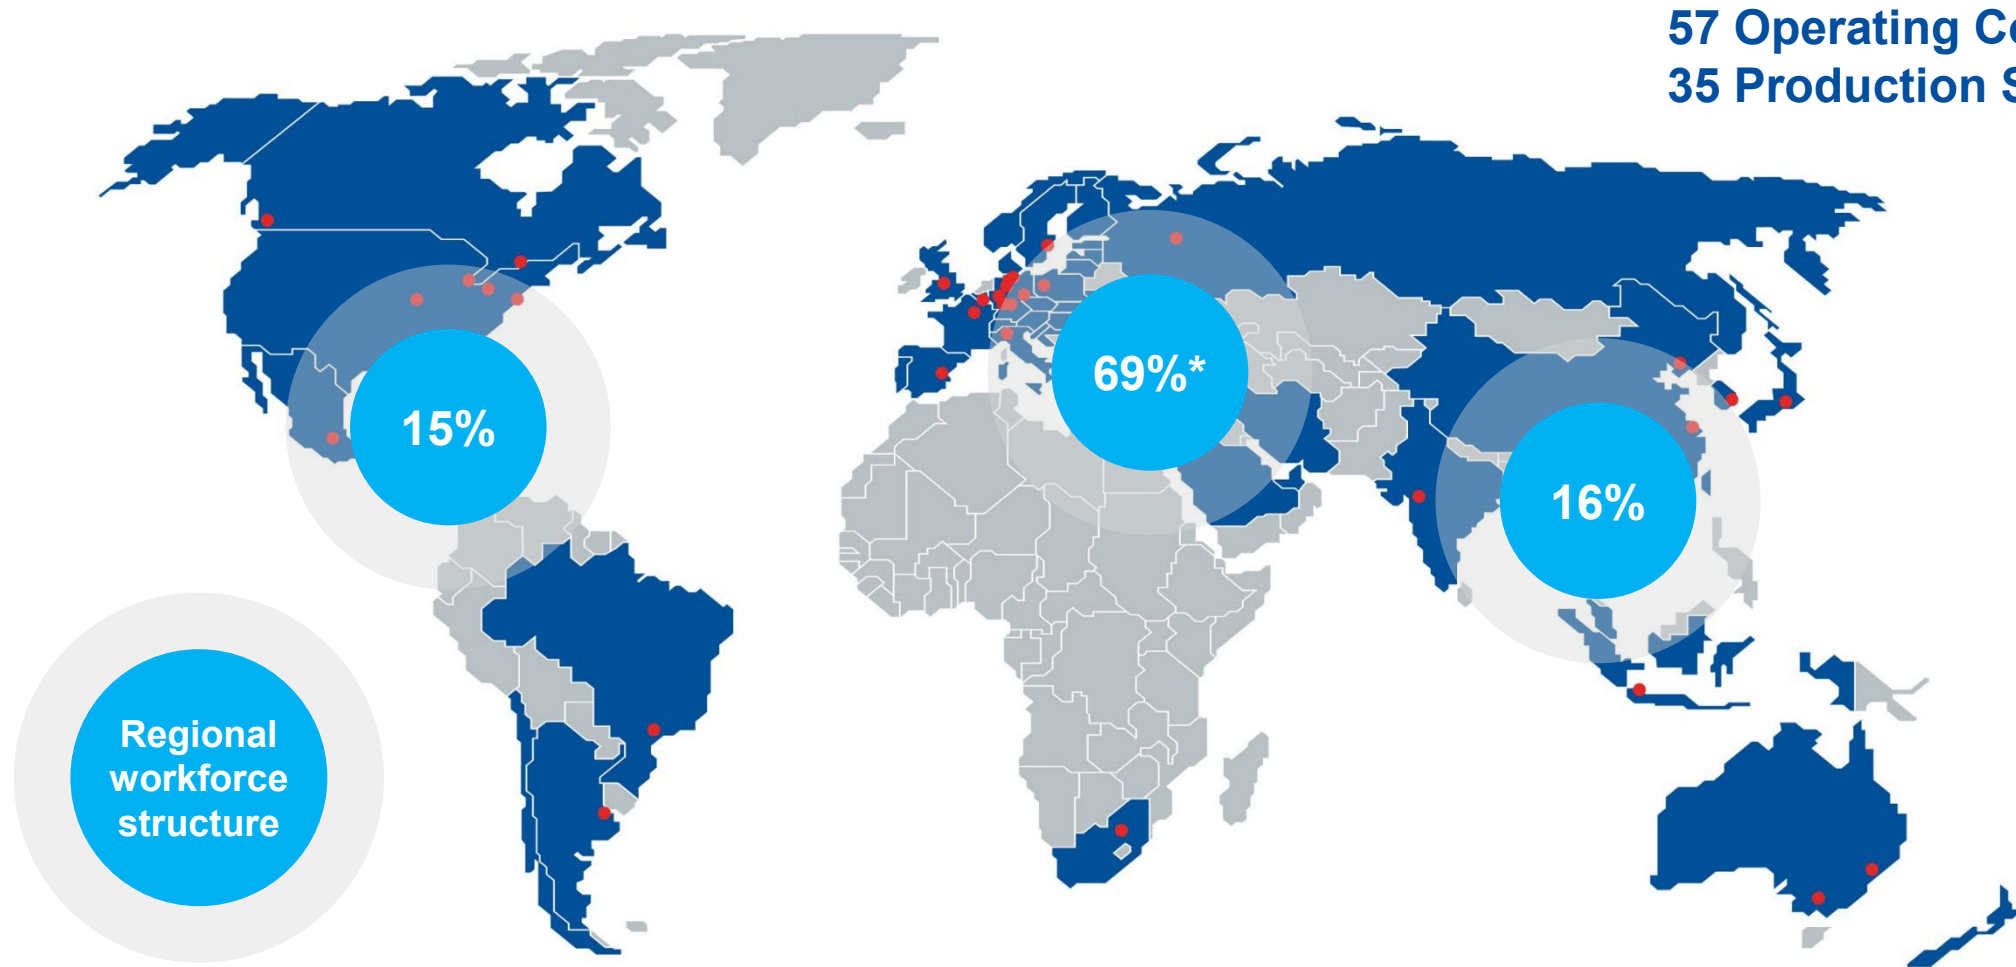 57 Operating
35 Production
15%
69%*
16%
Regional
workforce
structure